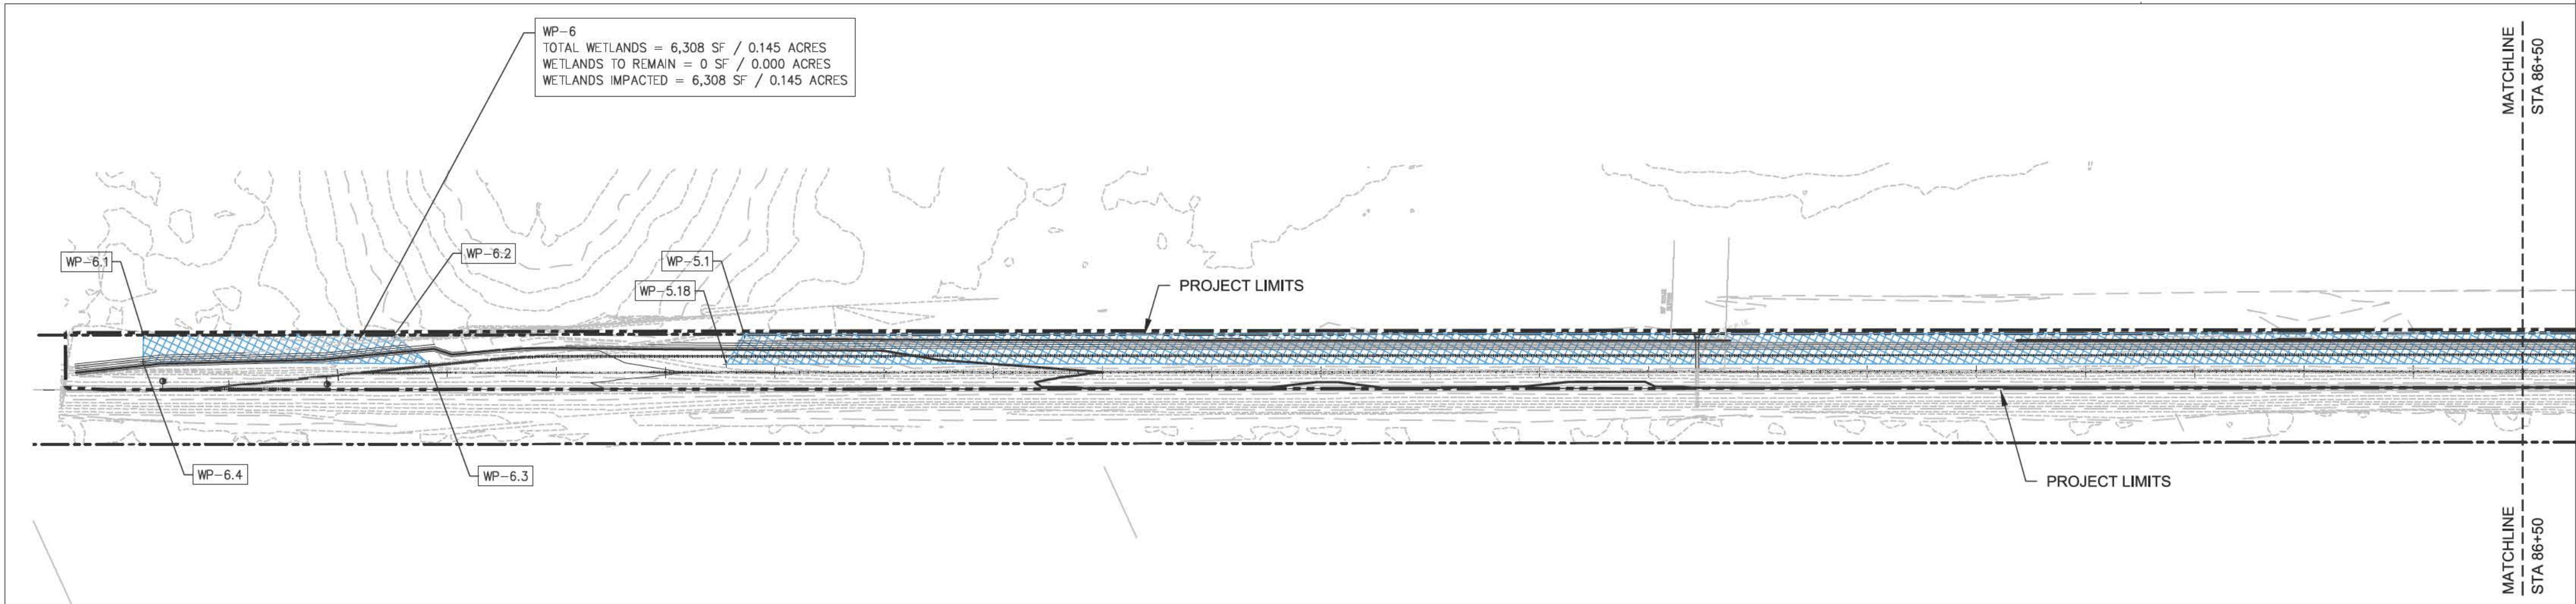 WP-6
TOTAL WETLANDS = 6,308 SF / 0.145 ACRES
WETLANDS TO REMAIN = 0 SF / 0.000 ACRES
WETLANDS IMPACTED = 6,308 SF / 0.145 ACRES
MATCHLINE
STA 86+50
WP-6.1
WP-6.2
WP-5.1
WP-5.18
PROJECT LIMITS
WP-6.4
WP-6.3
PROJECT LIMITS
MATCHLINE
STA 86+50